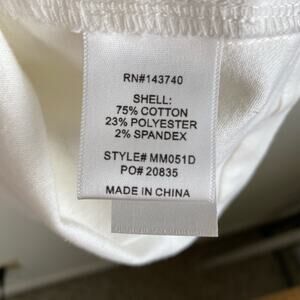 RN#143740
SHELL:
75% COTTON
23% POLYESTER
2% SPANDEX
STYLE# MM051D
PO# 20835
MADE IN CHINA